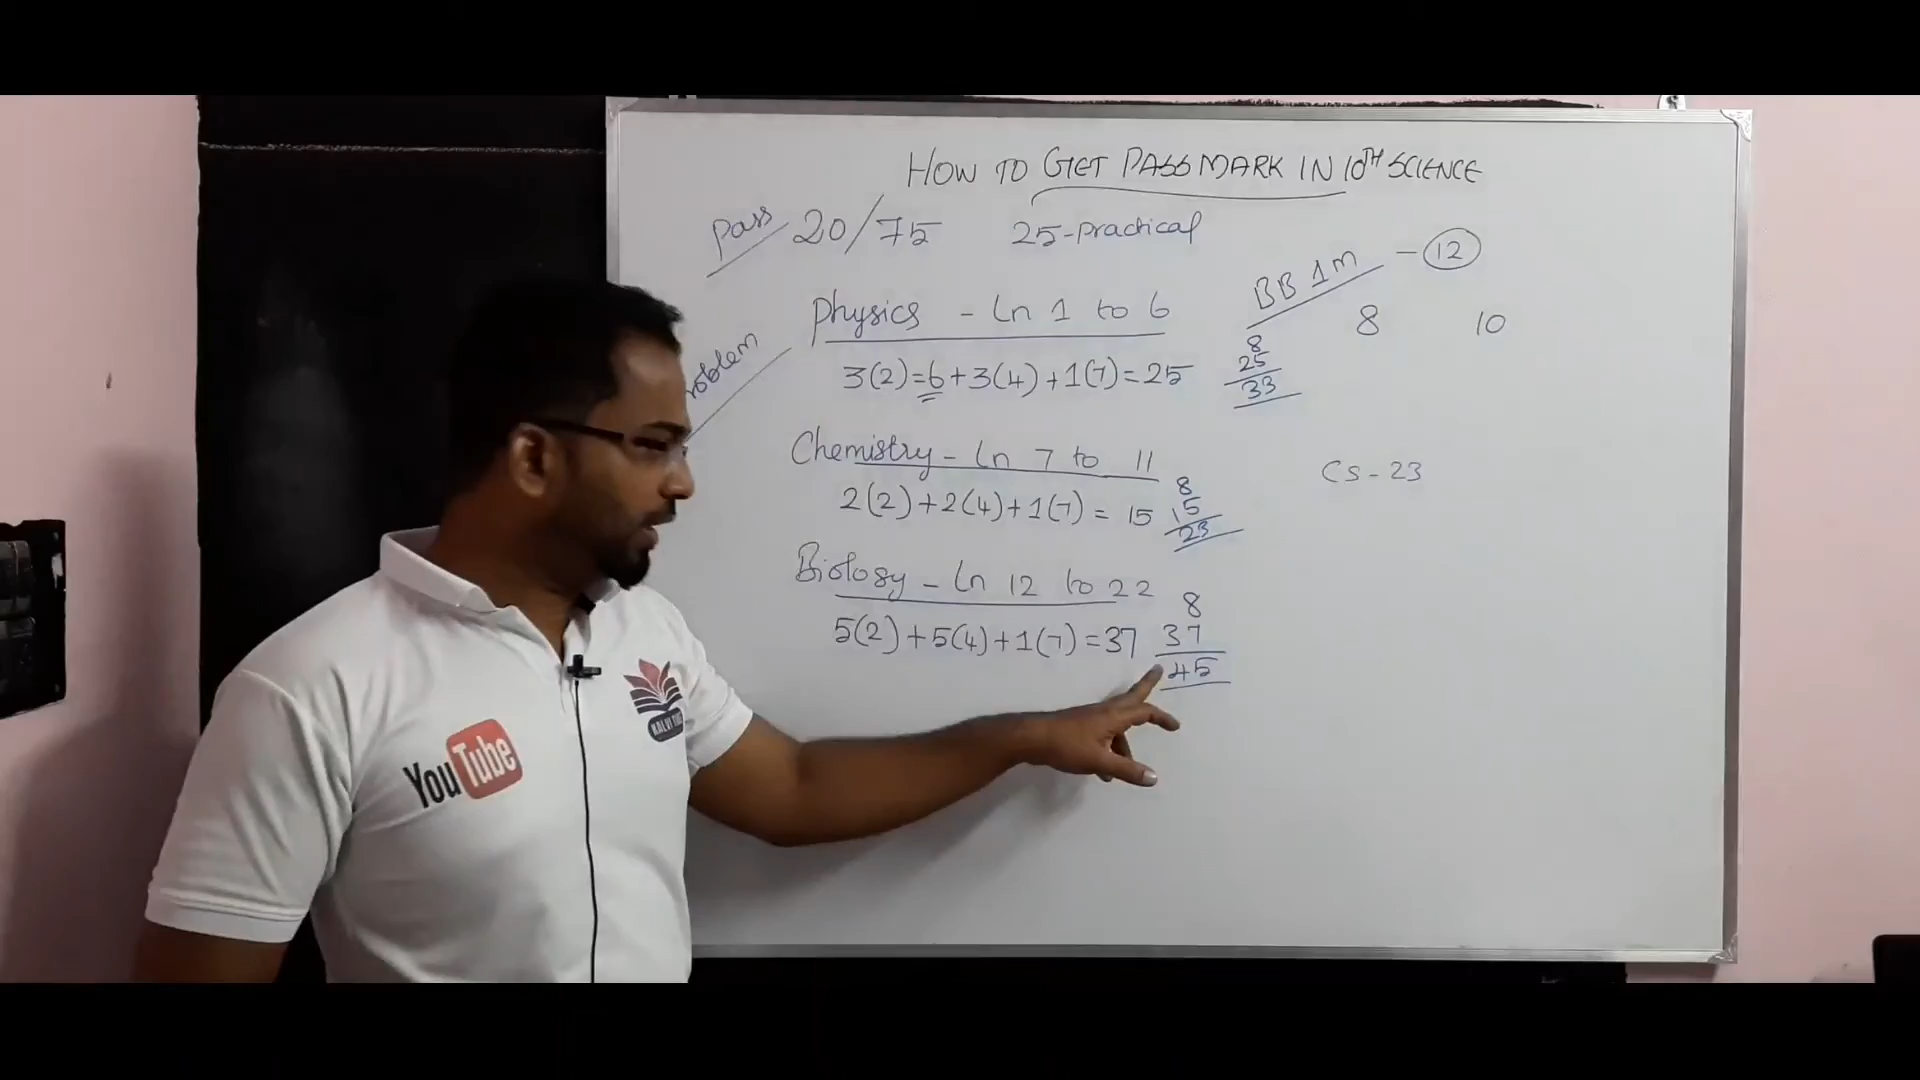 HOW TO GET PASS MARK IN 10TH SCIENCE
Pass 20/75 25-Practical
BB 1m - 12
Physics - Ln 1 to 6
8 10
3(2)=6+3(4)+1(7)=25
8
25
33
Chemistry - Ln 7 to 11
CS - 23
2(2)+2(4)+1(7) = 15
8
15
23
Biology - Ln 12 to 22
5(2)+5(4)+1(7)=37
8
37
45
YouTube